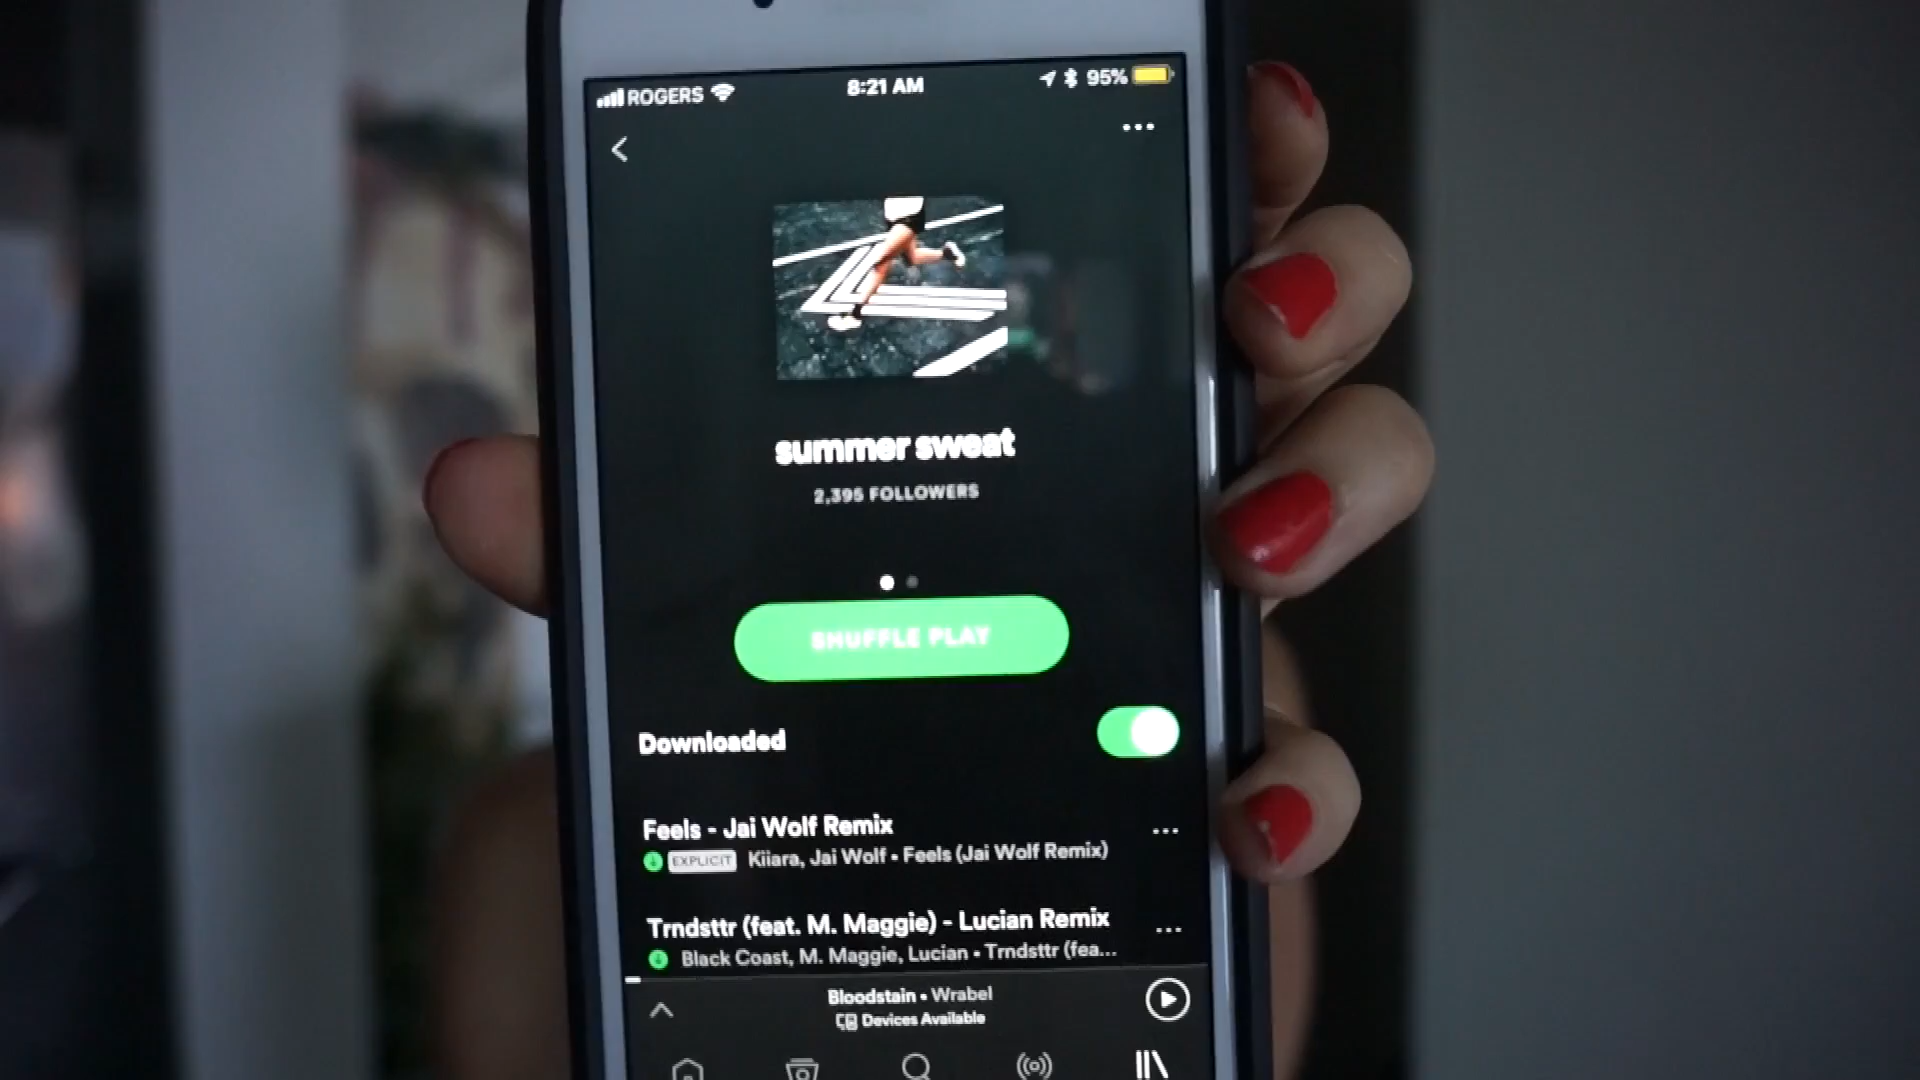 ROGERS 8:21 AM 95%
summer sweat
2,395 FOLLOWERS
SHUFFLE PLAY
Downloaded
Feels - Jai Wolf Remix
EXPLICIT Kiiara, Jai Wolf • Feels (Jai Wolf Remix)
Trndsttr (feat. M. Maggie) - Lucian Remix
Black Coast, M. Maggie, Lucian • Trndsttr (fea...
Bloodstain • Wrabel
Devices Available